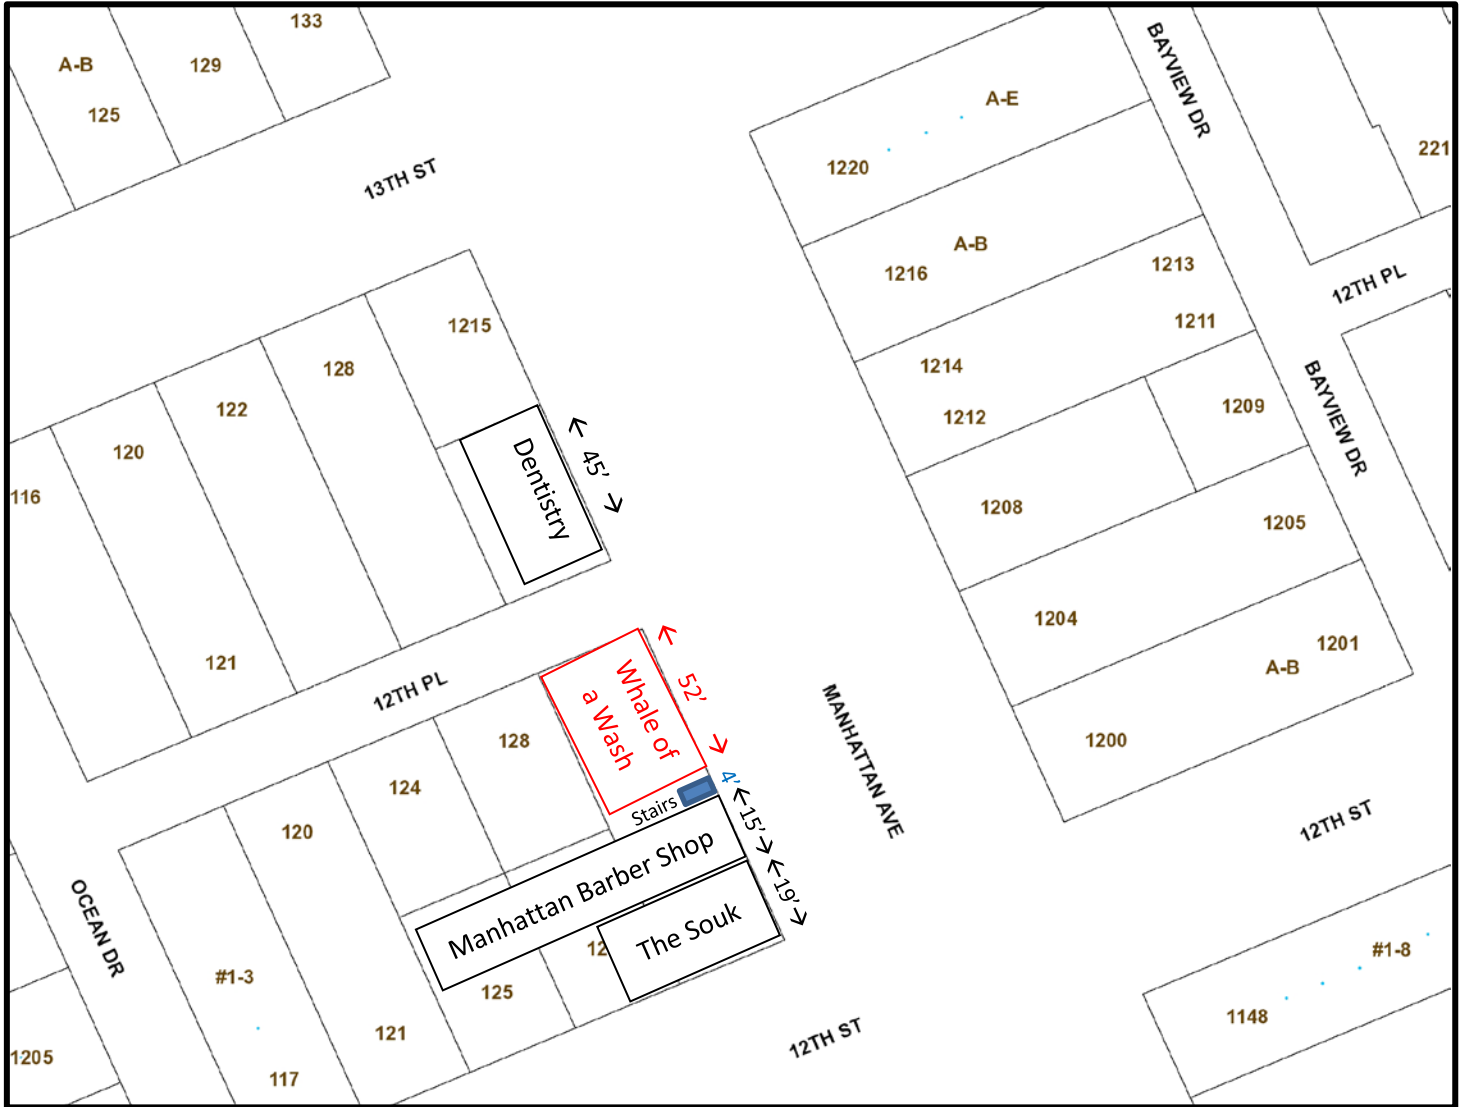 133
A-B
129
125
BAYVIEW DR
A-E
1220
221
13TH ST
A-B
1216
1213
12TH PL
1211
1215
128
1214
122
1212
1209
120
BAYVIEW DR
116
Dentistry
45’
1208
1205
1204
121
12TH PL
Whale of
a Wash
52’
1201
A-B
MANHATTAN AVE
128
1200
124
4’
Stairs
15’
120
12TH ST
Manhattan Barber Shop
19’
OCEAN DR
The Souk
12
#1-3
125
#1-8
1148
121
12TH ST
1205
117